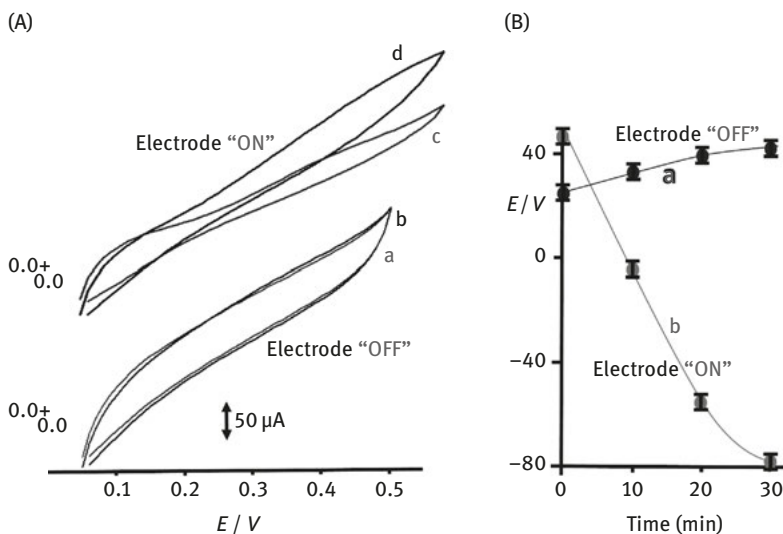 (A)
d
Electrode “ON”
c
0.0+
0.0
b
a
Electrode “OFF”
0.0+
0.0
50 µA
0.1 0.2 0.3 0.4 0.5
E / V
(B)
Electrode “OFF”
40
a
E / V
0
b
−40
Electrode “ON”
−80
0 10 20 30
Time (min)